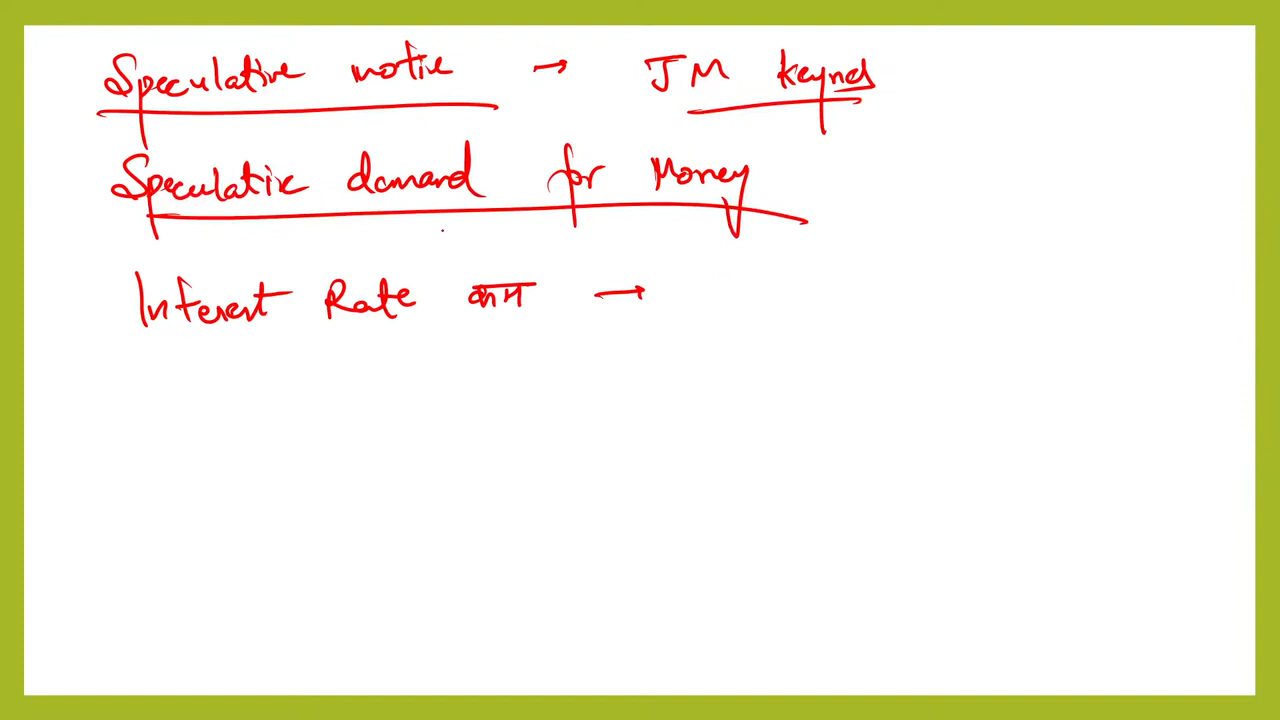 Speculative motive → JM Keynes
Speculative demand for Money
Interest Rate कम →